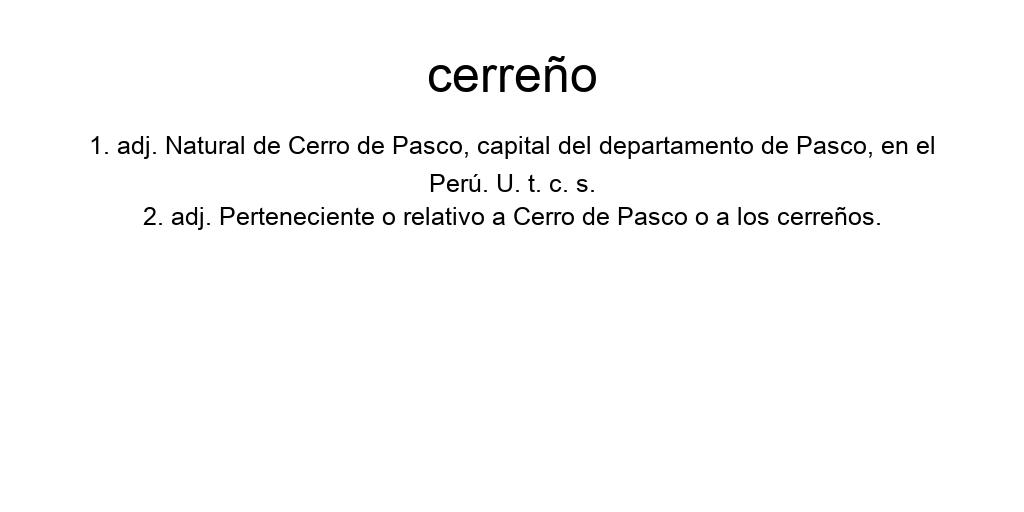 cerreño
1. adj. Natural de Cerro de Pasco, capital del departamento de Pasco, en el
Perú. U. t. c. s.
2. adj. Perteneciente o relativo a Cerro de Pasco o a los cerreños.